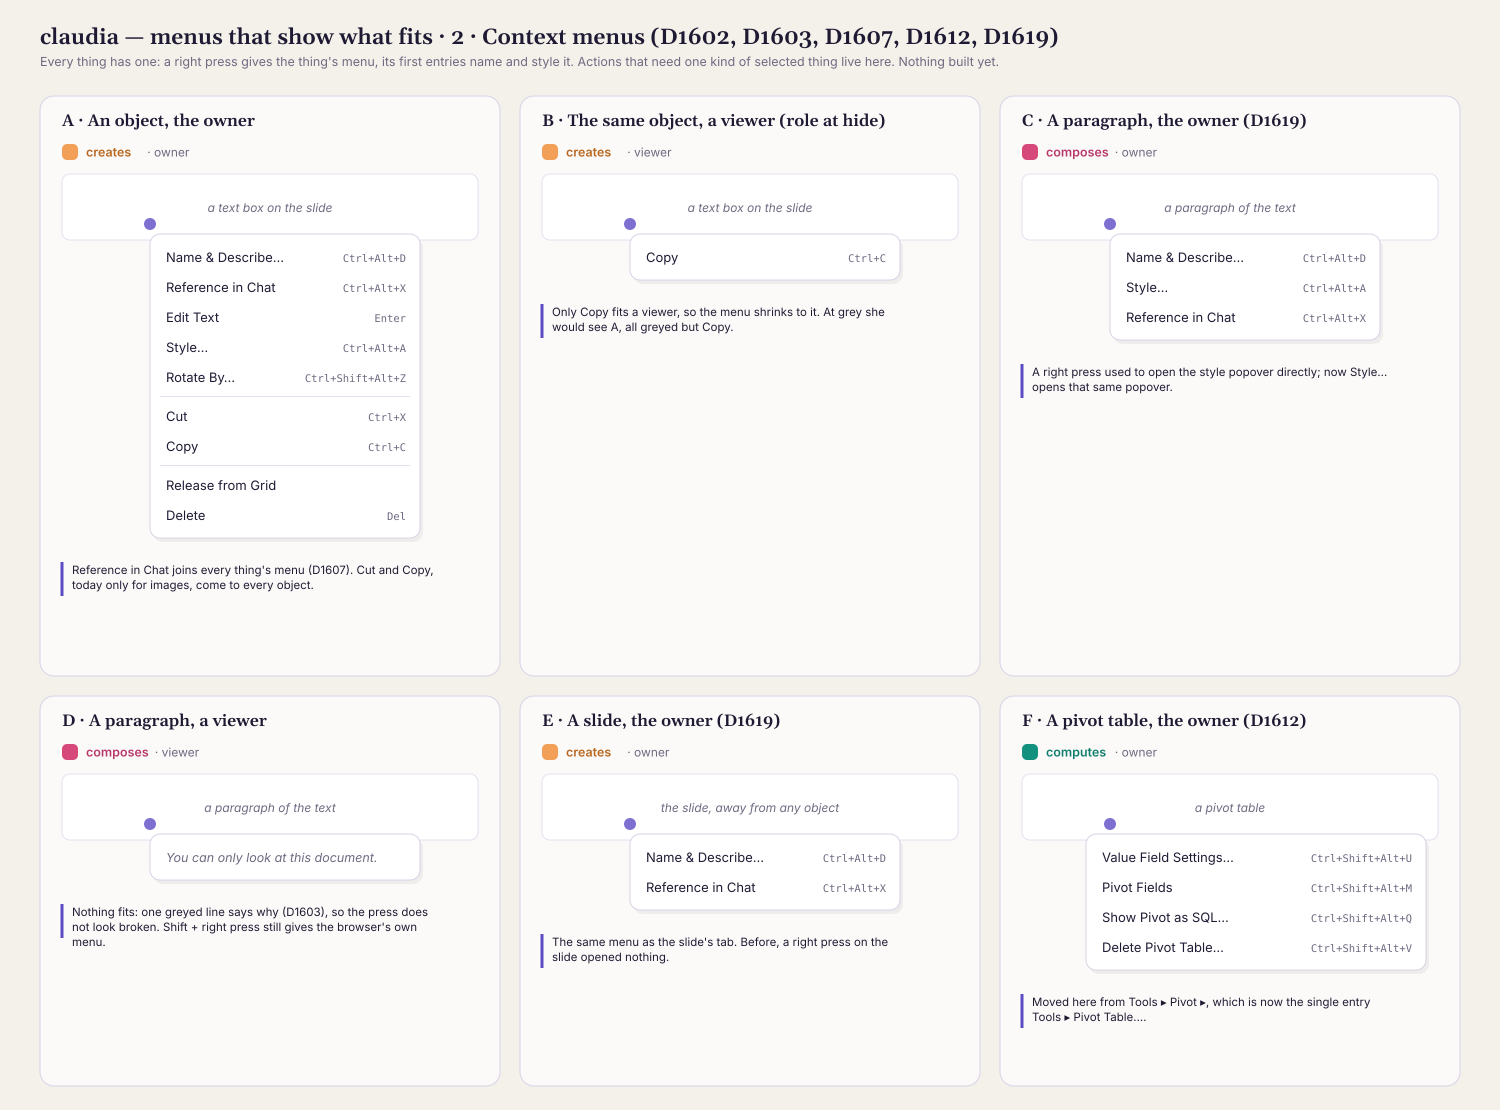 claudia — menus that show what fits · 2 · Context menus (D1602, D1603, D1607, D1612, D1619)
Every thing has one: a right press gives the thing's menu, its first entries name and style it. Actions that need one kind of selected thing live here. Nothing built yet.
A · An object, the owner
creates · owner
a text box on the slide
Name & Describe... Ctrl+Alt+D
Reference in Chat Ctrl+Alt+X
Edit Text Enter
Style... Ctrl+Alt+A
Rotate By... Ctrl+Shift+Alt+Z
Cut Ctrl+X
Copy Ctrl+C
Release from Grid
Delete Del
Reference in Chat joins every thing's menu (D1607). Cut and Copy,
today only for images, come to every object.
B · The same object, a viewer (role at hide)
creates · viewer
a text box on the slide
Copy Ctrl+C
Only Copy fits a viewer, so the menu shrinks to it. At grey she
would see A, all greyed but Copy.
C · A paragraph, the owner (D1619)
composes · owner
a paragraph of the text
Name & Describe... Ctrl+Alt+D
Style... Ctrl+Alt+A
Reference in Chat Ctrl+Alt+X
A right press used to open the style popover directly; now Style...
opens that same popover.
D · A paragraph, a viewer
composes · viewer
a paragraph of the text
You can only look at this document.
Nothing fits: one greyed line says why (D1603), so the press does
not look broken. Shift + right press still gives the browser's own
menu.
E · A slide, the owner (D1619)
creates · owner
the slide, away from any object
Name & Describe... Ctrl+Alt+D
Reference in Chat Ctrl+Alt+X
The same menu as the slide's tab. Before, a right press on the
slide opened nothing.
F · A pivot table, the owner (D1612)
computes · owner
a pivot table
Value Field Settings... Ctrl+Shift+Alt+U
Pivot Fields Ctrl+Shift+Alt+M
Show Pivot as SQL... Ctrl+Shift+Alt+Q
Delete Pivot Table... Ctrl+Shift+Alt+V
Moved here from Tools ▸ Pivot ▸, which is now the single entry
Tools ▸ Pivot Table....